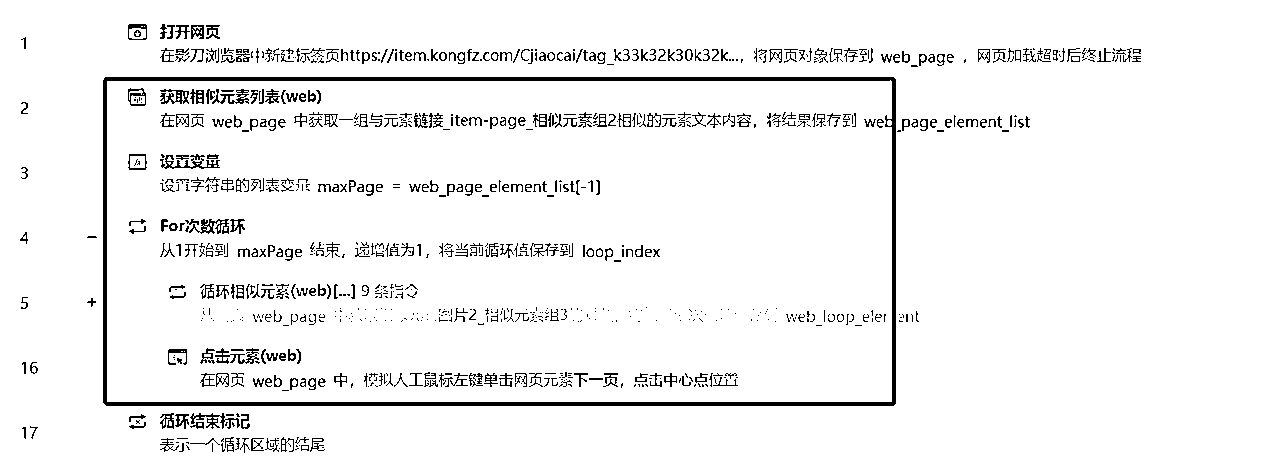 1
打开网页
在影刀浏览器中新建标签页https://item.kongfz.com/Cjiaocai/tag_k33k32k30k32k...，将网页对象保存到 web_page ，网页加载超时后终止流程
2
获取相似元素列表(web)
在网页 web_page 中获取一组与元素链接_item-page_相似元素组2相似的元素文本内容，将结果保存到 web_page_element_list
3
设置变量
设置字符串的列表变量 maxPage = web_page_element_list[-1]
4
For次数循环
从1开始到 maxPage 结束，递增值为1，将当前循环值保存到 loop_index
5
循环相似元素(web)[...] 9 条指令
web_page 图片2_相似元素组3 web_loop_element
16
点击元素(web)
在网页 web_page 中，模拟人工鼠标左键单击网页元素下一页，点击中心点位置
17
循环结束标记
表示一个循环区域的结尾